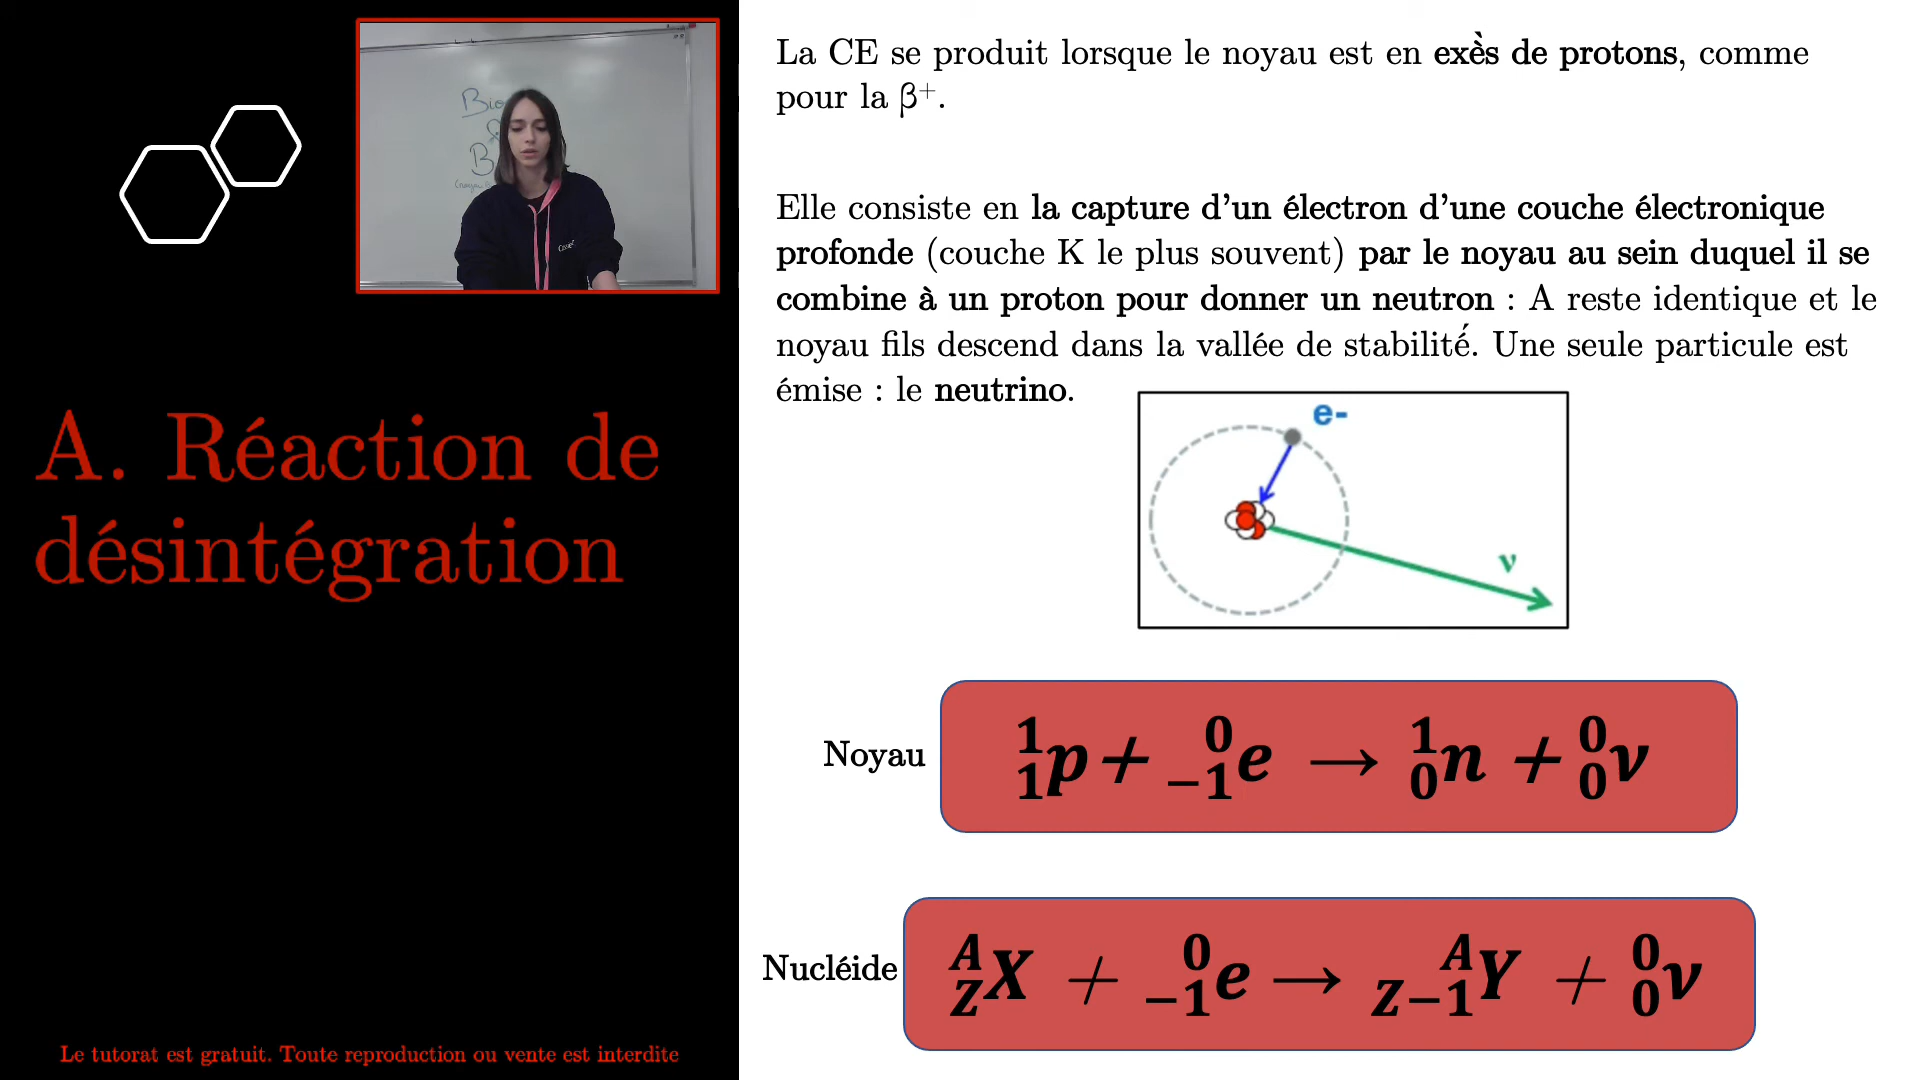 Bio
B
La CE se produit lorsque le noyau est en exès̀ de protons, comme
pour la β⁺.
Elle consiste en la capture d’un électron d’une couche électronique
profonde (couche K le plus souvent) par le noyau au sein duquel il se
combine à un proton pour donner un neutron : A reste identique et le
noyau fils descend dans la vallée de stabilité́. Une seule particule est
émise : le neutrino.
e-
ν
A. Réaction de
désintégration
Noyau
¹₁p + ⁰₋₁e → ¹₀n + ⁰₀ν
Nucléide
ᴬ_Z X + ⁰₋₁e → ᴬ_Z₋₁ Y + ⁰₀ν
Le tutorat est gratuit. Toute reproduction ou vente est interdite